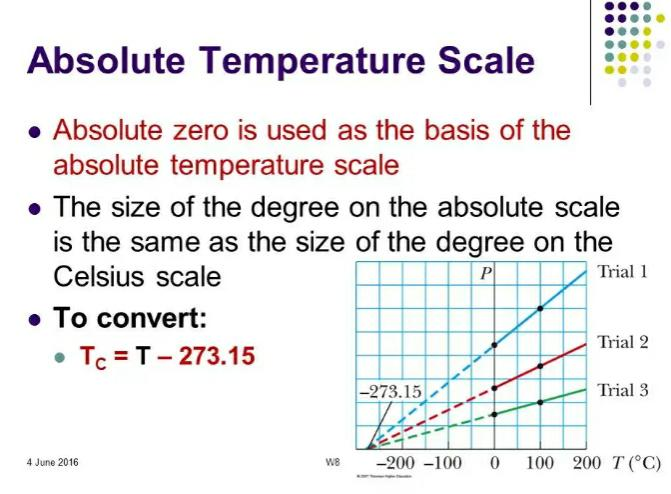 Absolute Temperature Scale
Absolute zero is used as the basis of the
absolute temperature scale
The size of the degree on the absolute scale
is the same as the size of the degree on the
Celsius scale
To convert:
TC = T – 273.15
P
Trial 1
Trial 2
Trial 3
–273.15
–200 –100 0 100 200 T (°C)
4 June 2016
W8